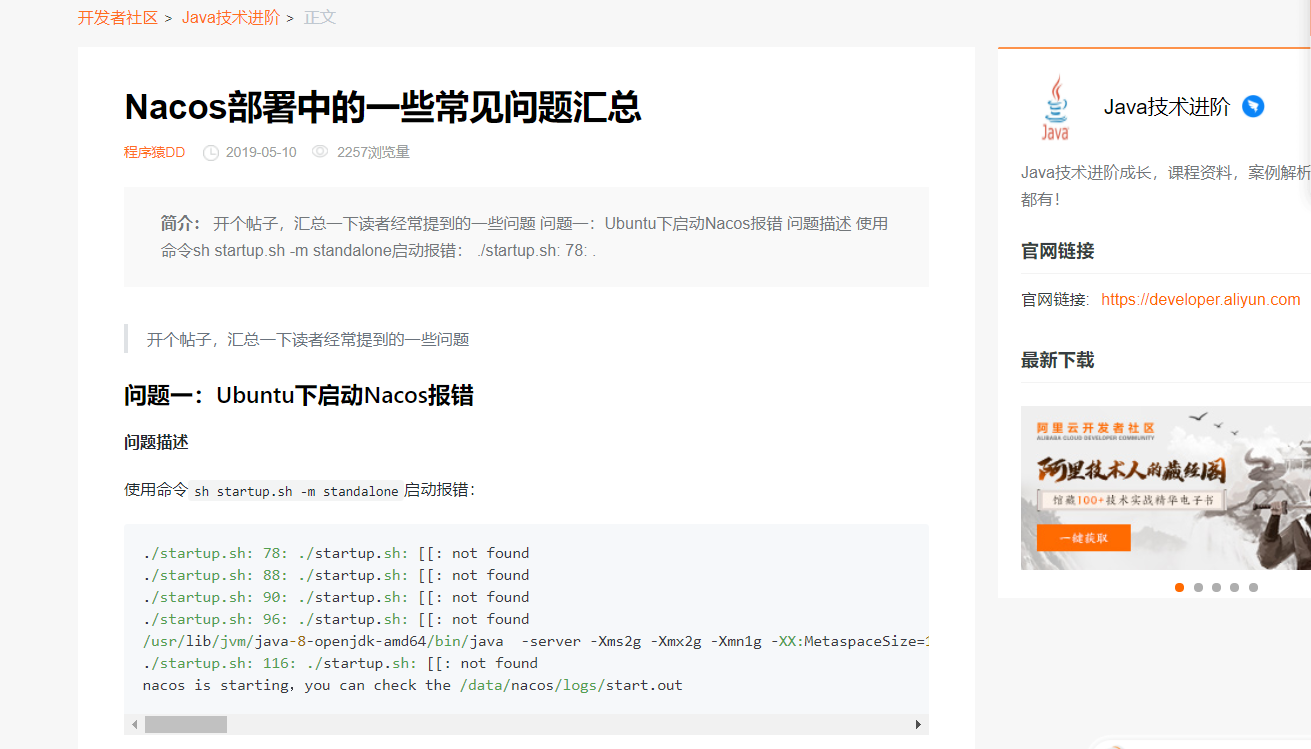 开发者社区 > Java技术进阶 > 正文
Nacos部署中的一些常见问题汇总
程序猿DD 2019-05-10 2257浏览量
简介： 开个帖子，汇总一下读者经常提到的一些问题 问题一：Ubuntu下启动Nacos报错 问题描述 使用
命令sh startup.sh -m standalone启动报错： ./startup.sh: 78: .
开个帖子，汇总一下读者经常提到的一些问题
问题一：Ubuntu下启动Nacos报错
问题描述
使用命令 sh startup.sh -m standalone 启动报错：
./startup.sh: 78: ./startup.sh: [[: not found
./startup.sh: 88: ./startup.sh: [[: not found
./startup.sh: 90: ./startup.sh: [[: not found
./startup.sh: 96: ./startup.sh: [[: not found
/usr/lib/jvm/java-8-openjdk-amd64/bin/java  -server -Xms2g -Xmx2g -Xmn1g -XX:MetaspaceSize=1
./startup.sh: 116: ./startup.sh: [[: not found
nacos is starting，you can check the /data/nacos/logs/start.out
Java
Java技术进阶
Java技术进阶成长，课程资料，案例解析
都有！
官网链接
官网链接: https://developer.aliyun.com
最新下载
阿里云开发者社区
ALIBABA CLOUD DEVELOPER COMMUNITY
阿里技术人的藏经阁
馆藏100+技术实战精华电子书
一键获取